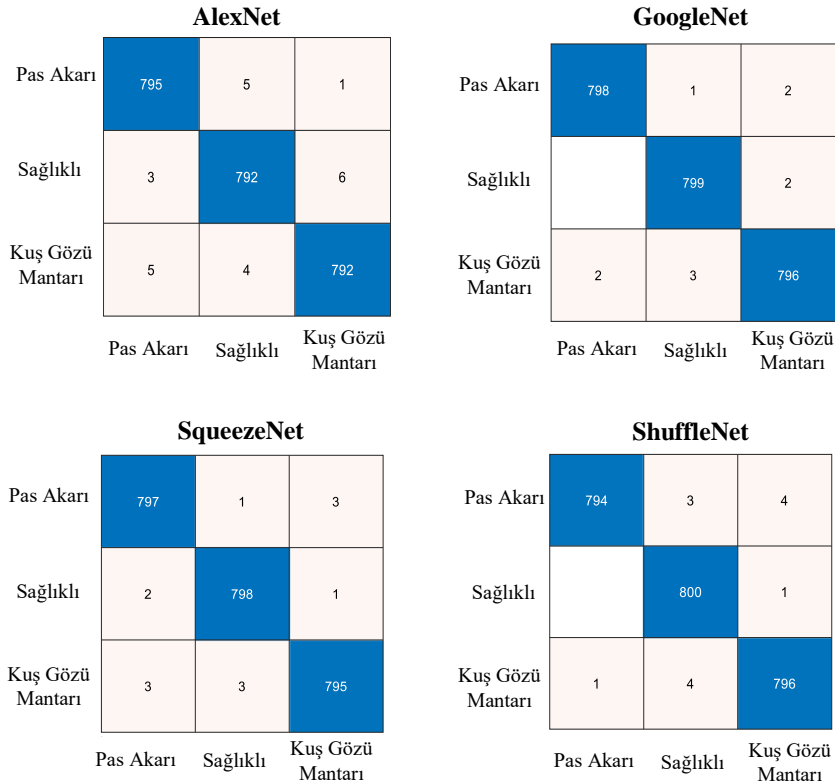 AlexNet
Pas Akarı 795 5 1
Sağlıklı 3 792 6
Kuş Gözü
Mantarı 5 4 792
Pas Akarı Sağlıklı Kuş Gözü
Mantarı
GoogleNet
Pas Akarı 798 1 2
Sağlıklı 799 2
Kuş Gözü
Mantarı 2 3 796
Pas Akarı Sağlıklı Kuş Gözü
Mantarı
SqueezeNet
Pas Akarı 797 1 3
Sağlıklı 2 798 1
Kuş Gözü
Mantarı 3 3 795
Pas Akarı Sağlıklı Kuş Gözü
Mantarı
ShuffleNet
Pas Akarı 794 3 4
Sağlıklı 800 1
Kuş Gözü
Mantarı 1 4 796
Pas Akarı Sağlıklı Kuş Gözü
Mantarı